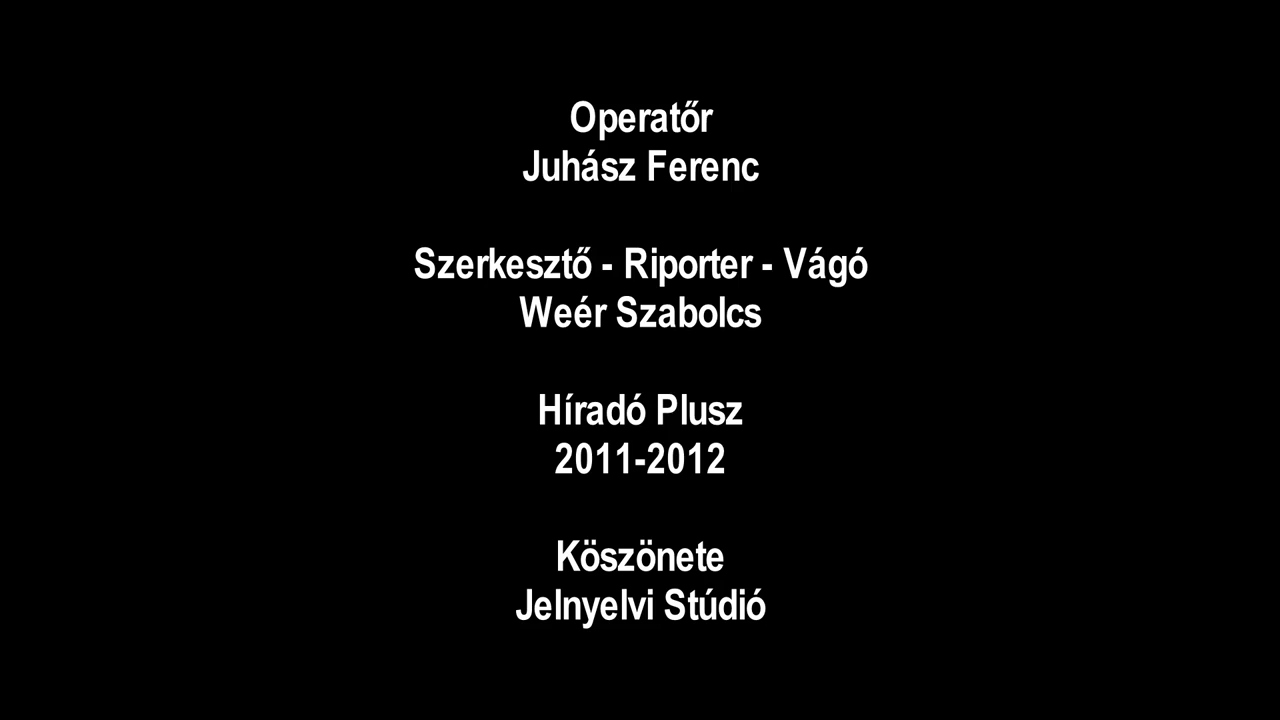 Operatőr
Juhász Ferenc
Szerkesztő - Riporter - Vágó
Weér Szabolcs
Híradó Plusz
2011-2012
Köszönete
Jelnyelvi Stúdió